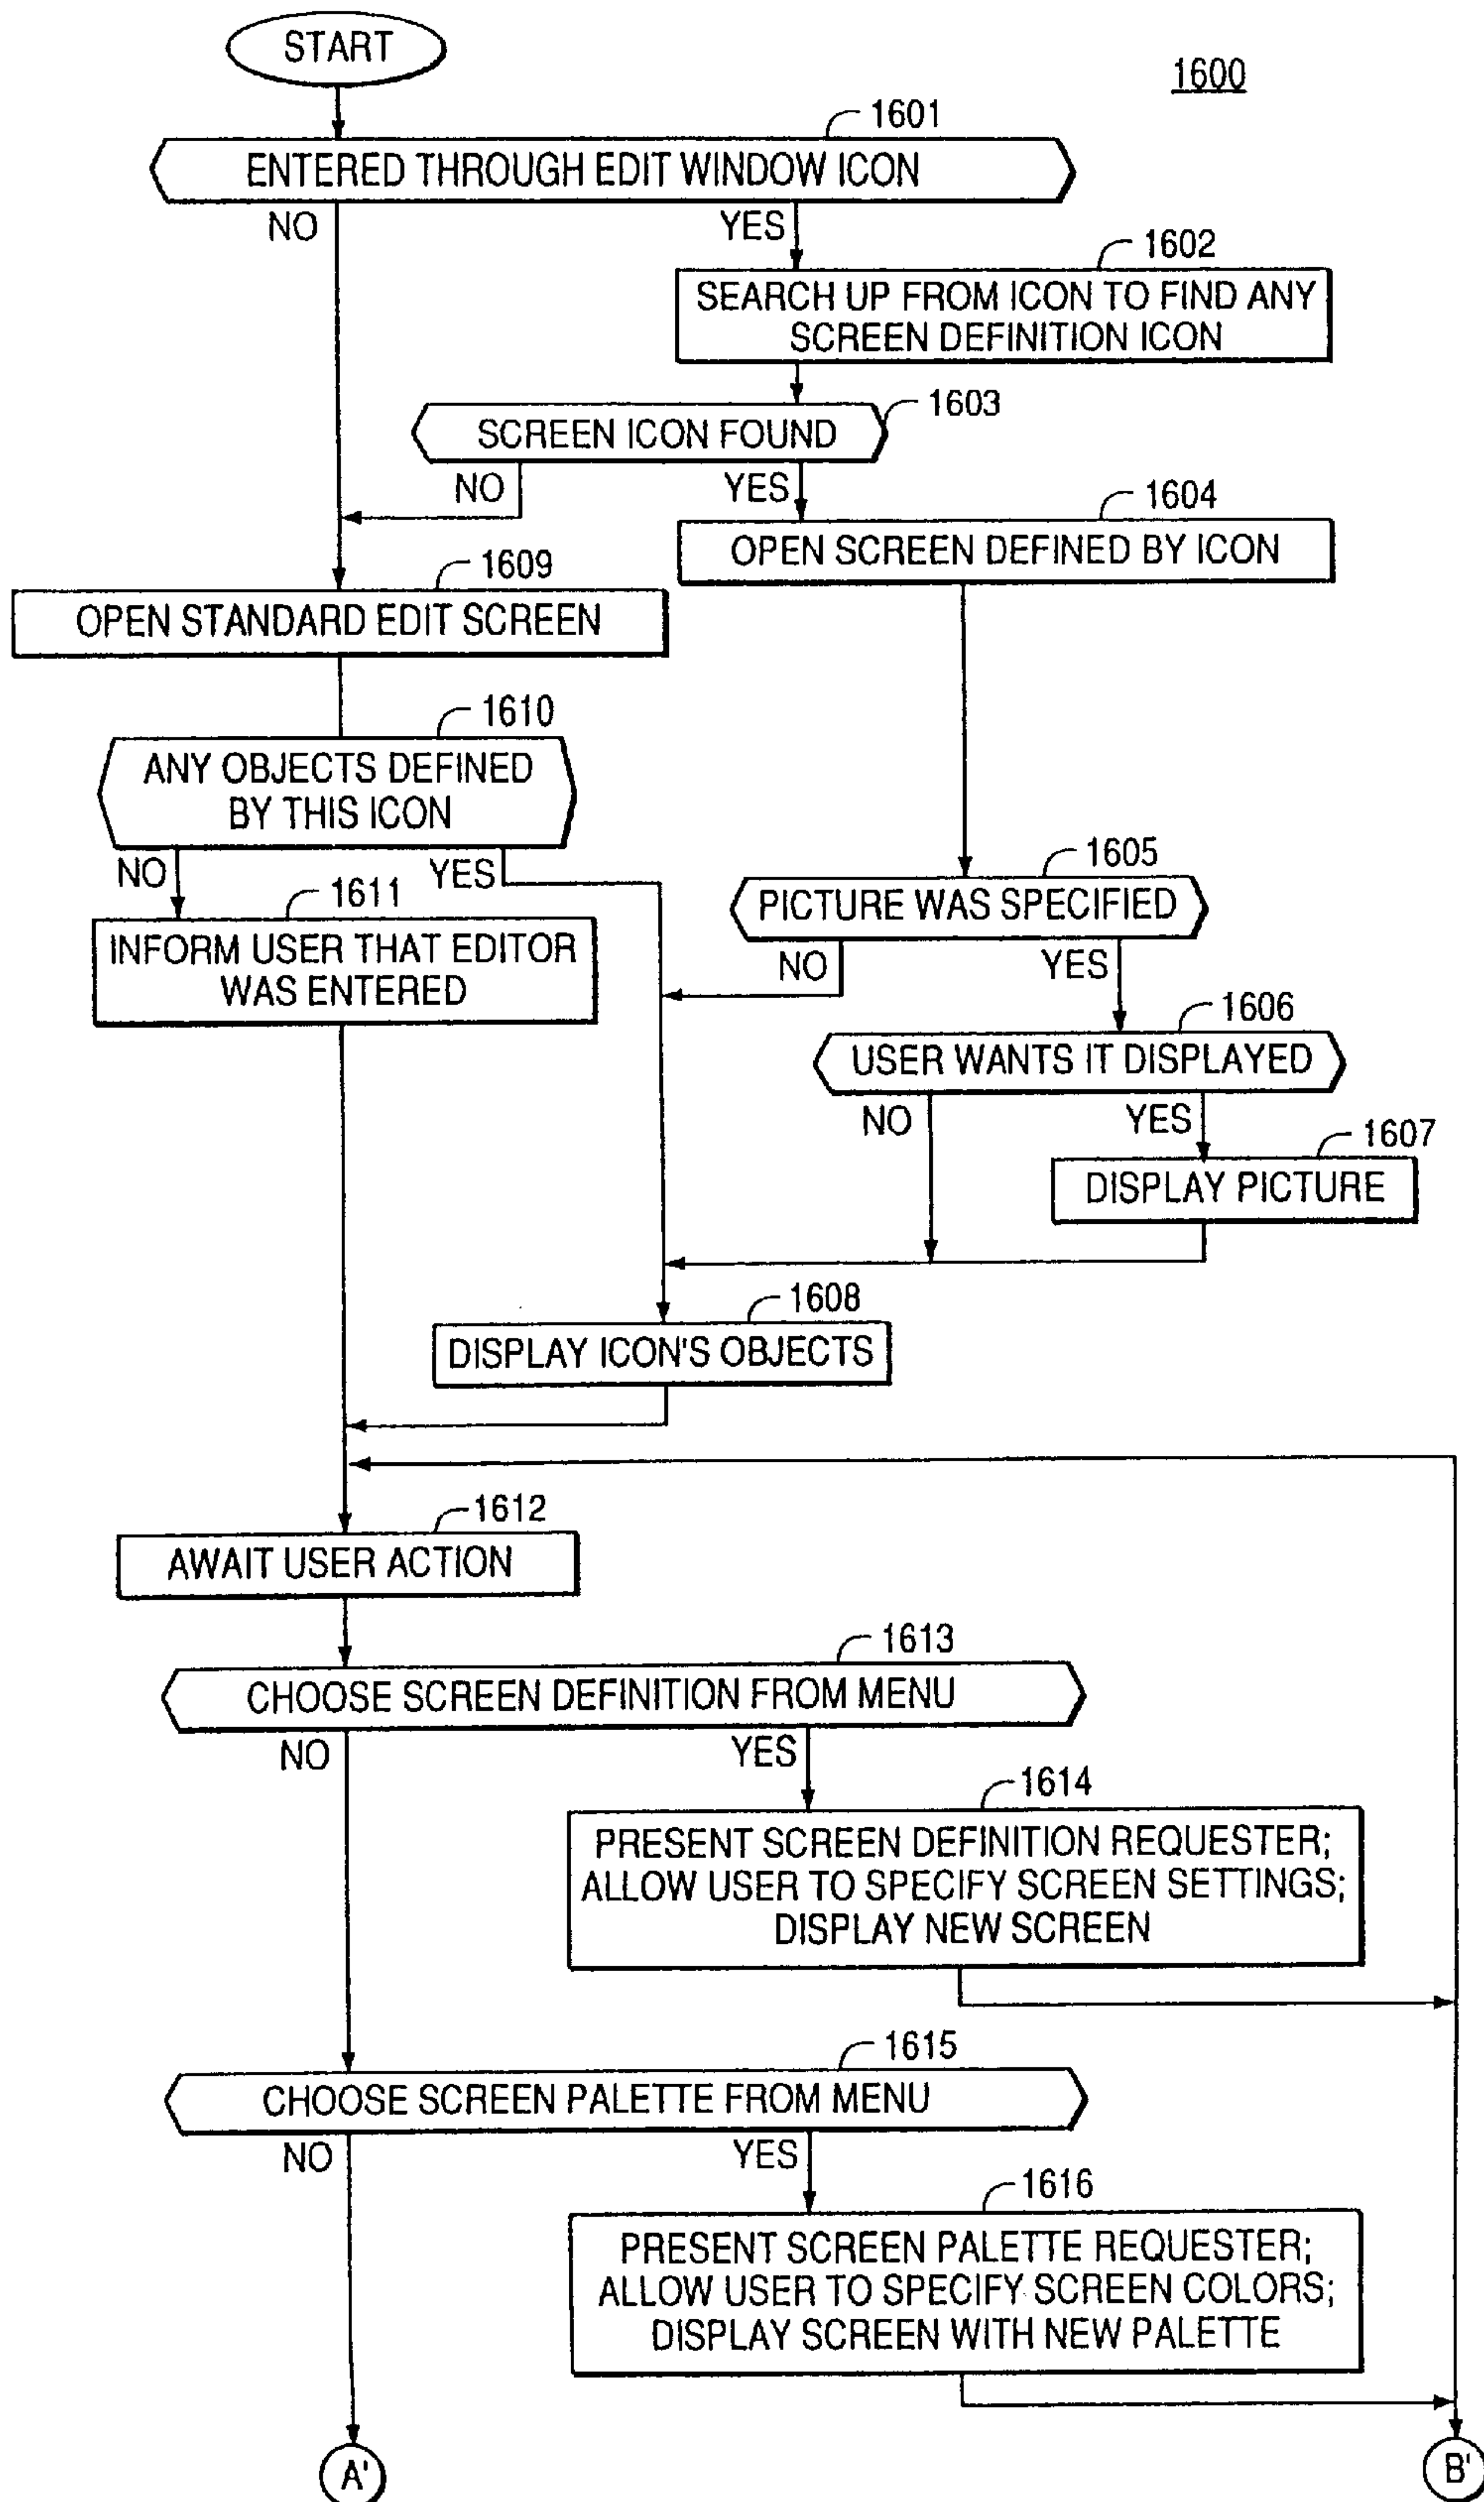 START
1600
1601
ENTERED THROUGH EDIT WINDOW ICON
NO
YES
1602
SEARCH UP FROM ICON TO FIND ANY
SCREEN DEFINITION ICON
1603
SCREEN ICON FOUND
NO
YES
1604
OPEN SCREEN DEFINED BY ICON
1609
OPEN STANDARD EDIT SCREEN
1610
ANY OBJECTS DEFINED
BY THIS ICON
NO
YES
1611
INFORM USER THAT EDITOR
WAS ENTERED
1605
PICTURE WAS SPECIFIED
NO
YES
1606
USER WANTS IT DISPLAYED
NO
YES
1607
DISPLAY PICTURE
1608
DISPLAY ICON'S OBJECTS
1612
AWAIT USER ACTION
1613
CHOOSE SCREEN DEFINITION FROM MENU
NO
YES
1614
PRESENT SCREEN DEFINITION REQUESTER;
ALLOW USER TO SPECIFY SCREEN SETTINGS;
DISPLAY NEW SCREEN
1615
CHOOSE SCREEN PALETTE FROM MENU
NO
YES
1616
PRESENT SCREEN PALETTE REQUESTER;
ALLOW USER TO SPECIFY SCREEN COLORS;
DISPLAY SCREEN WITH NEW PALETTE
A'
B'